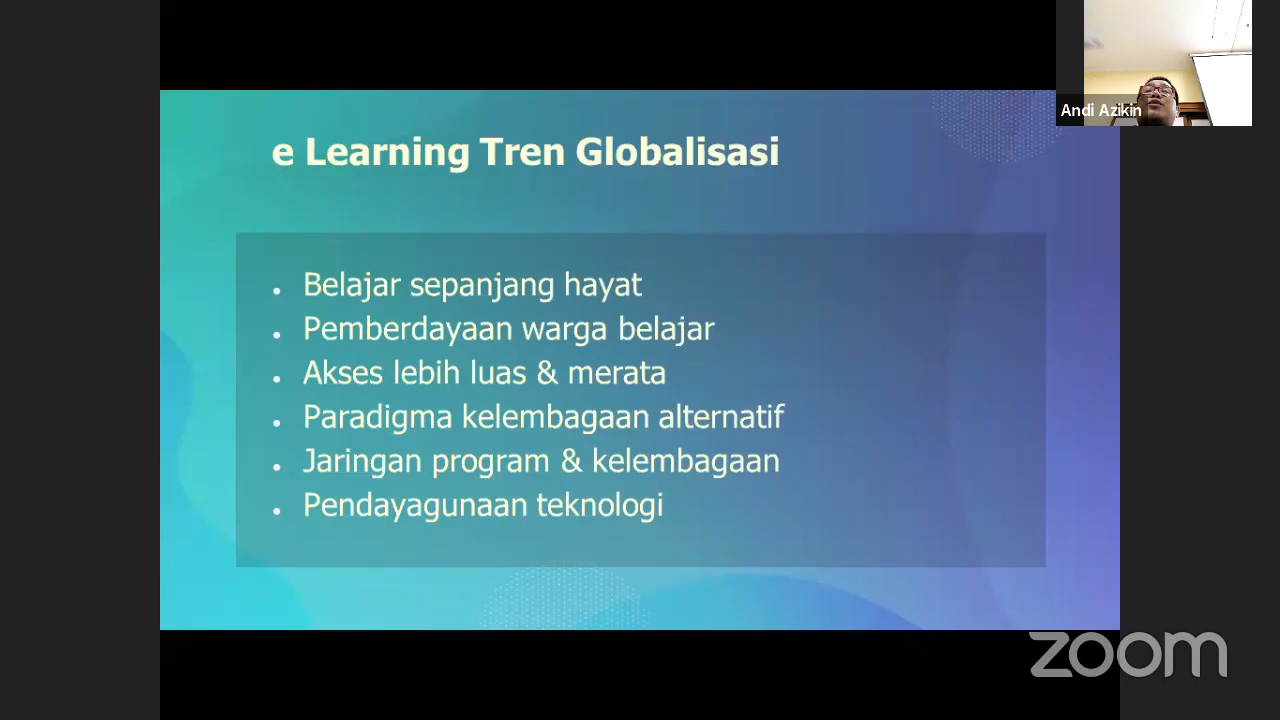 Andi Azikin
e Learning Tren Globalisasi
• Belajar sepanjang hayat
• Pemberdayaan warga belajar
• Akses lebih luas & merata
• Paradigma kelembagaan alternatif
• Jaringan program & kelembagaan
• Pendayagunaan teknologi
zoom